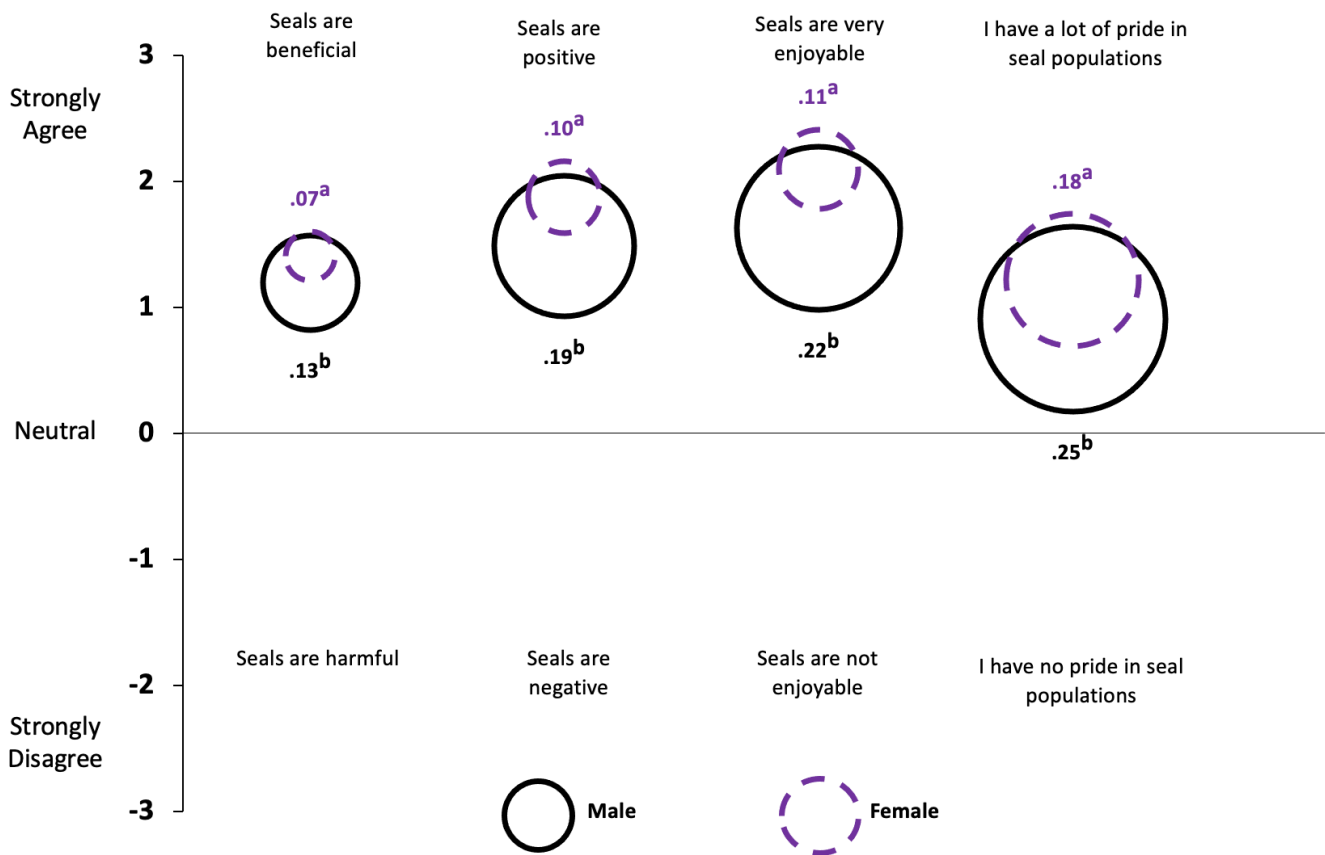 Seals are
beneficial
Seals are
positive
Seals are very
enjoyable
I have a lot of pride in
seal populations
3
Strongly
Agree
.11a
.10a
2
.07a
.18a
1
.13b
.19b
.22b
Neutral
0
.25b
-1
Seals are harmful
Seals are
negative
Seals are not
enjoyable
I have no pride in seal
populations
-2
Strongly
Disagree
-3
Male
Female